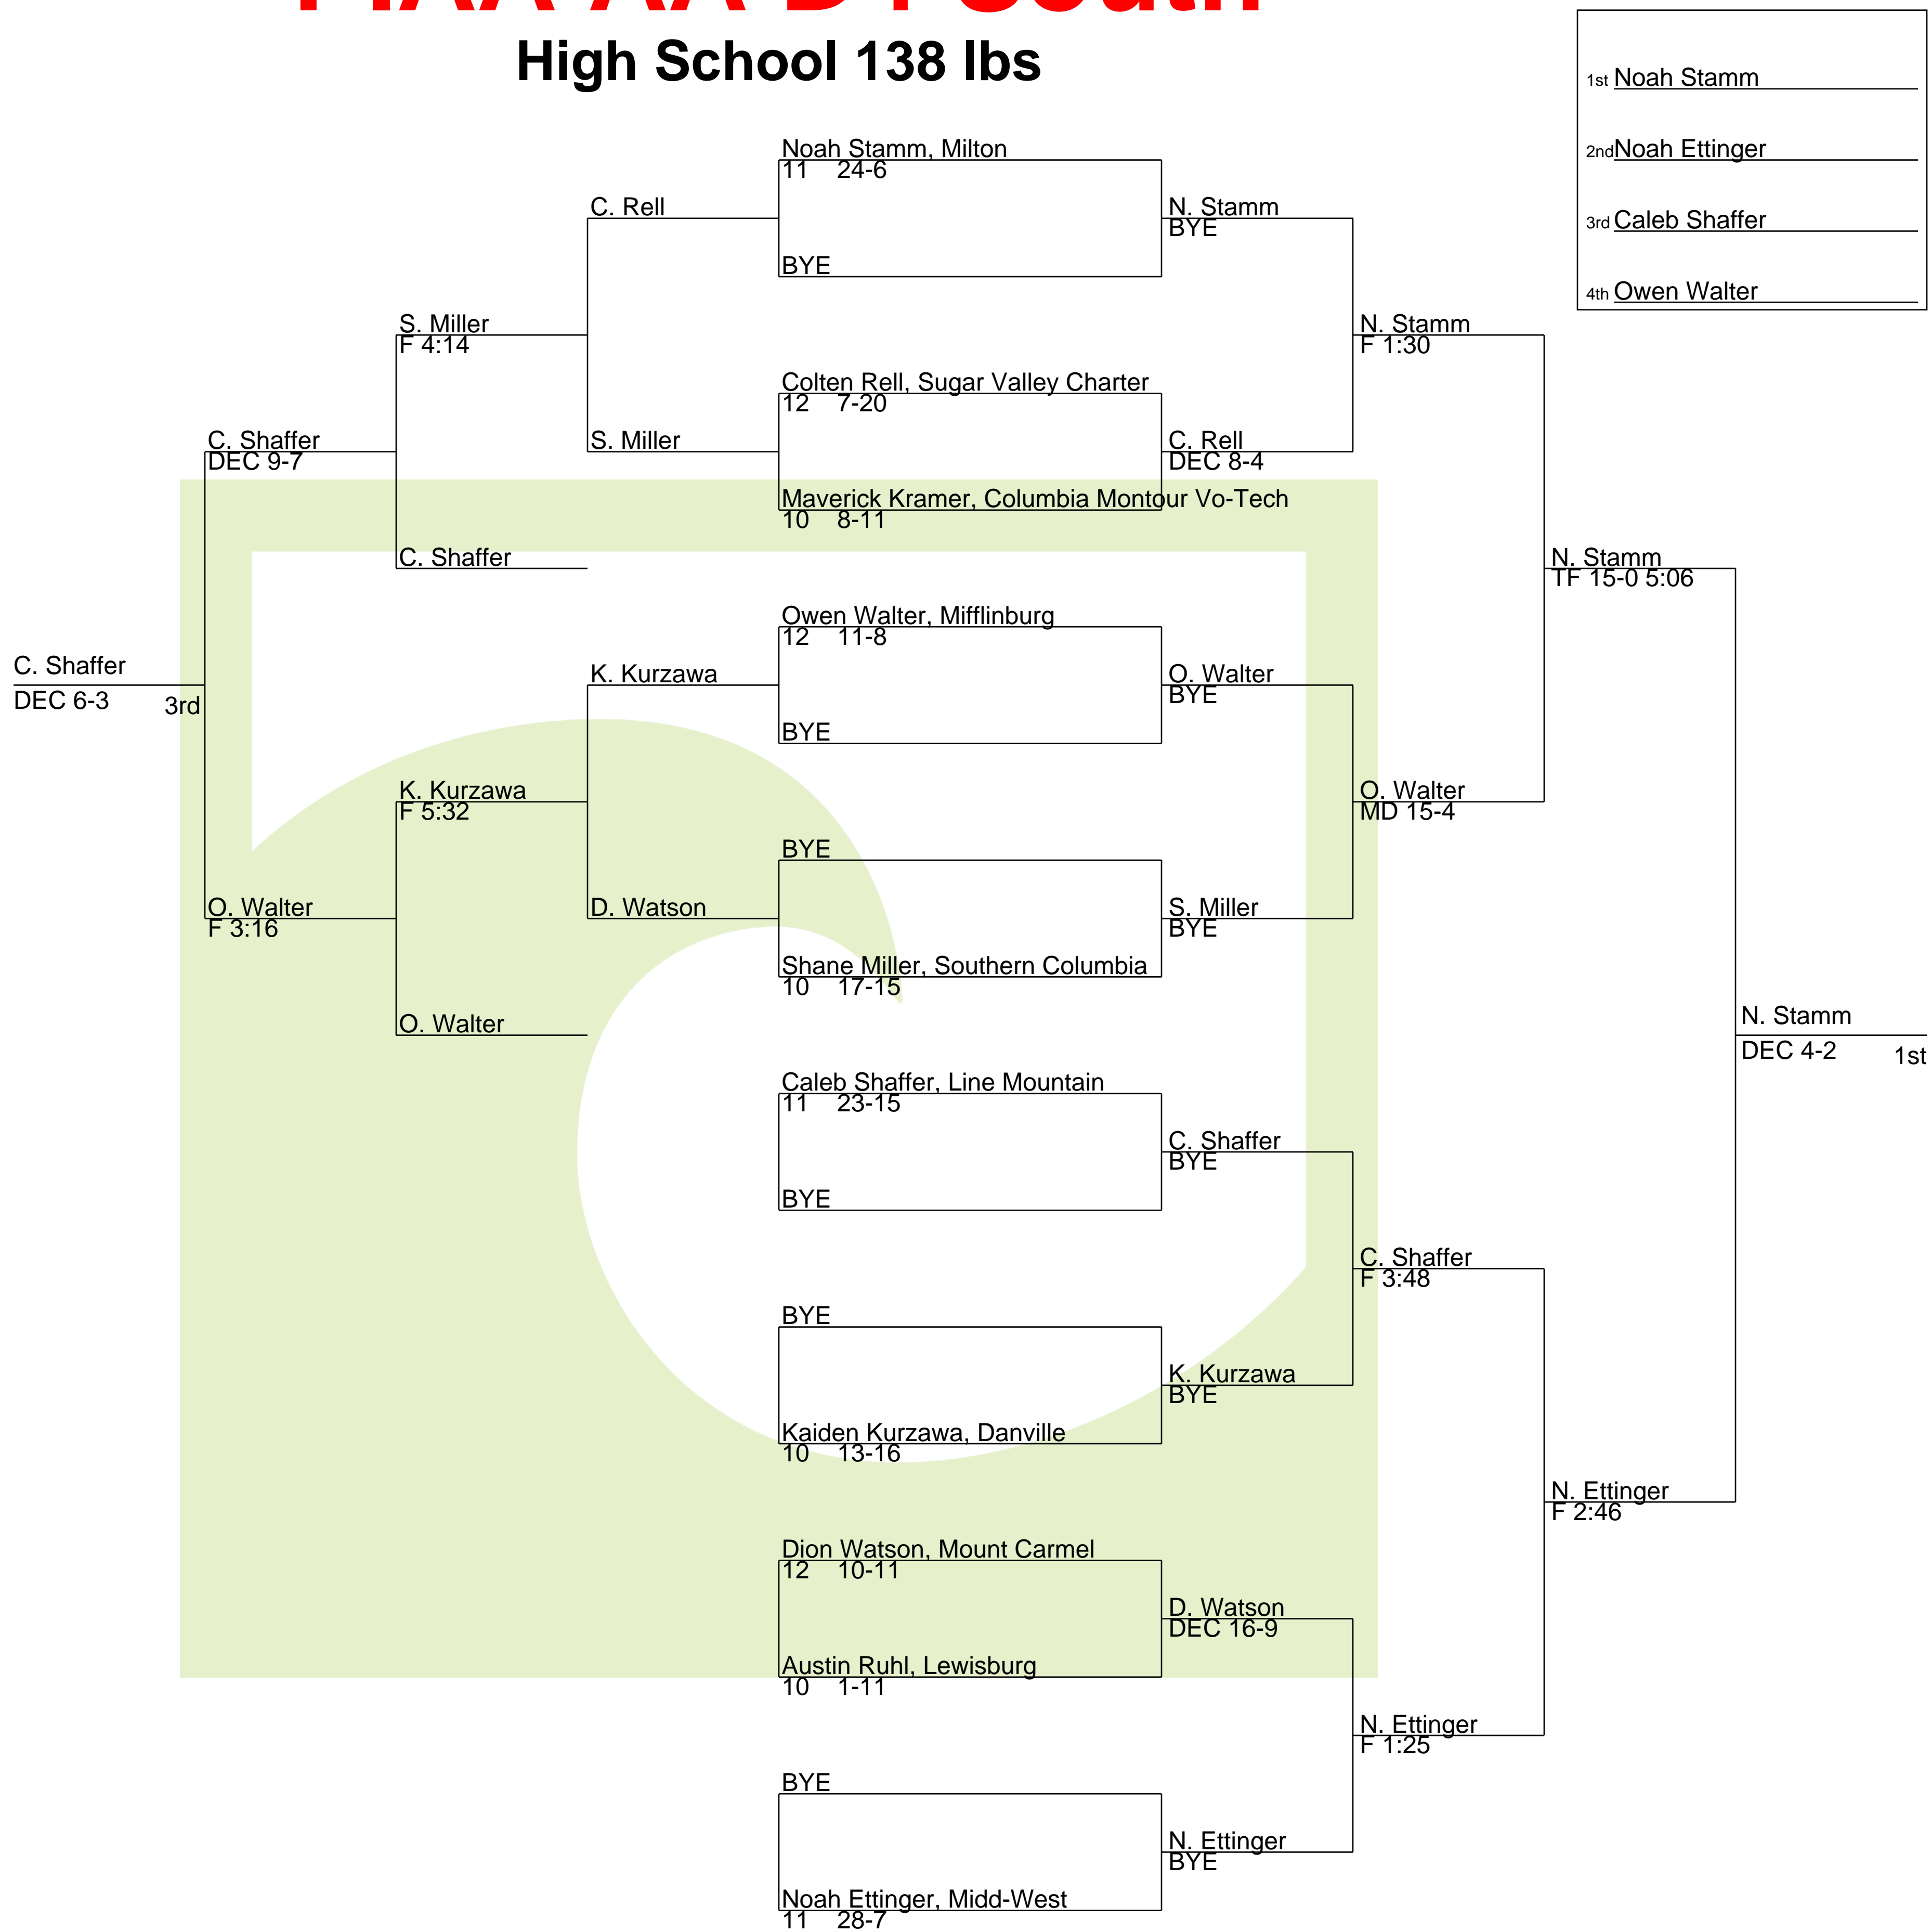 High School 138 lbs
1st Noah Stamm
2nd Noah Ettinger
3rd Caleb Shaffer
4th Owen Walter
Noah Stamm, Milton
11 24-6
C. Rell
N. Stamm
BYE
BYE
S. Miller
F 4:14
N. Stamm
F 1:30
Colten Rell, Sugar Valley Charter
12 7-20
C. Shaffer
DEC 9-7
S. Miller
C. Rell
DEC 8-4
Maverick Kramer, Columbia Montour Vo-Tech
10 8-11
C. Shaffer
N. Stamm
TF 15-0 5:06
Owen Walter, Mifflinburg
12 11-8
C. Shaffer
DEC 6-3 3rd
K. Kurzawa
O. Walter
BYE
BYE
K. Kurzawa
F 5:32
O. Walter
MD 15-4
BYE
O. Walter
F 3:16
D. Watson
S. Miller
BYE
Shane Miller, Southern Columbia
10 17-15
O. Walter
N. Stamm
DEC 4-2 1st
Caleb Shaffer, Line Mountain
11 23-15
C. Shaffer
BYE
BYE
C. Shaffer
F 3:48
BYE
K. Kurzawa
BYE
Kaiden Kurzawa, Danville
10 13-16
N. Ettinger
F 2:46
Dion Watson, Mount Carmel
12 10-11
D. Watson
DEC 16-9
Austin Ruhl, Lewisburg
10 1-11
N. Ettinger
F 1:25
BYE
N. Ettinger
BYE
Noah Ettinger, Midd-West
11 28-7